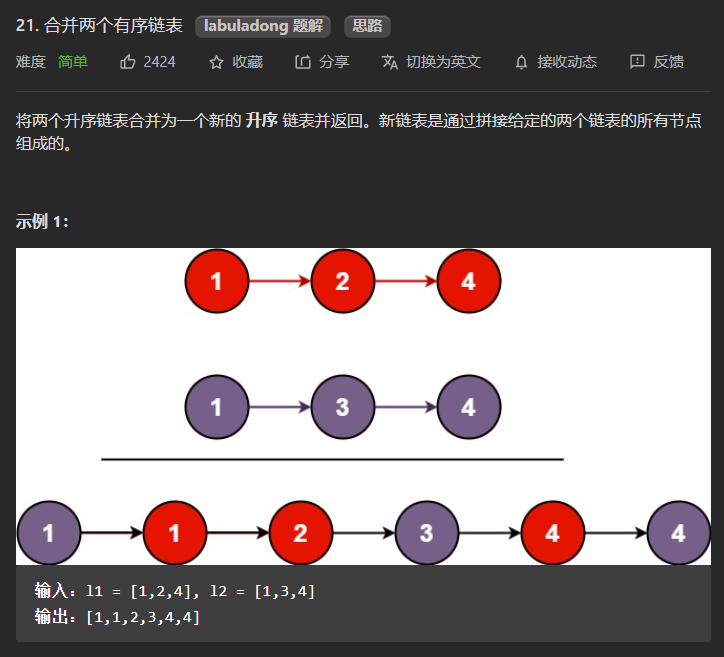 21. 合并两个有序链表 labuladong 题解 思路
难度 简单 2424 收藏 分享 切换为英文 接收动态 反馈
将两个升序链表合并为一个新的 升序 链表并返回。新链表是通过拼接给定的两个链表的所有节点
组成的。
示例 1：
1 2 4
1 3 4
1 1 2 3 4 4
输入：l1 = [1,2,4], l2 = [1,3,4]
输出：[1,1,2,3,4,4]